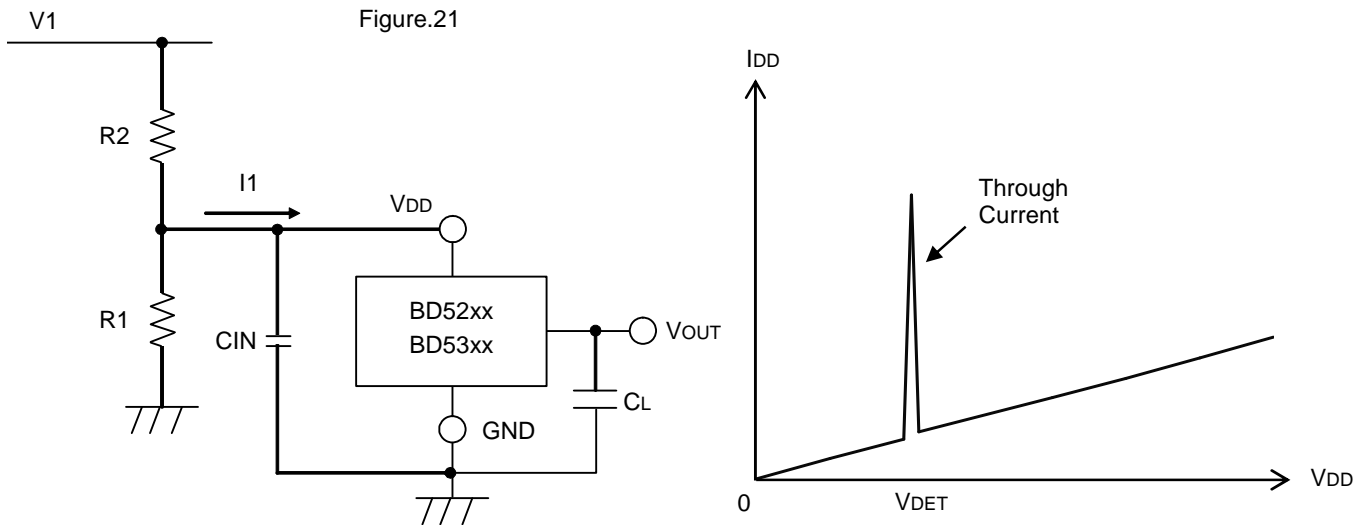 Figure.21
V1
R2
I1
VDD
R1
CIN
BD52xx
BD53xx
VOUT
CL
GND
IDD
Through
Current
0
VDET
VDD